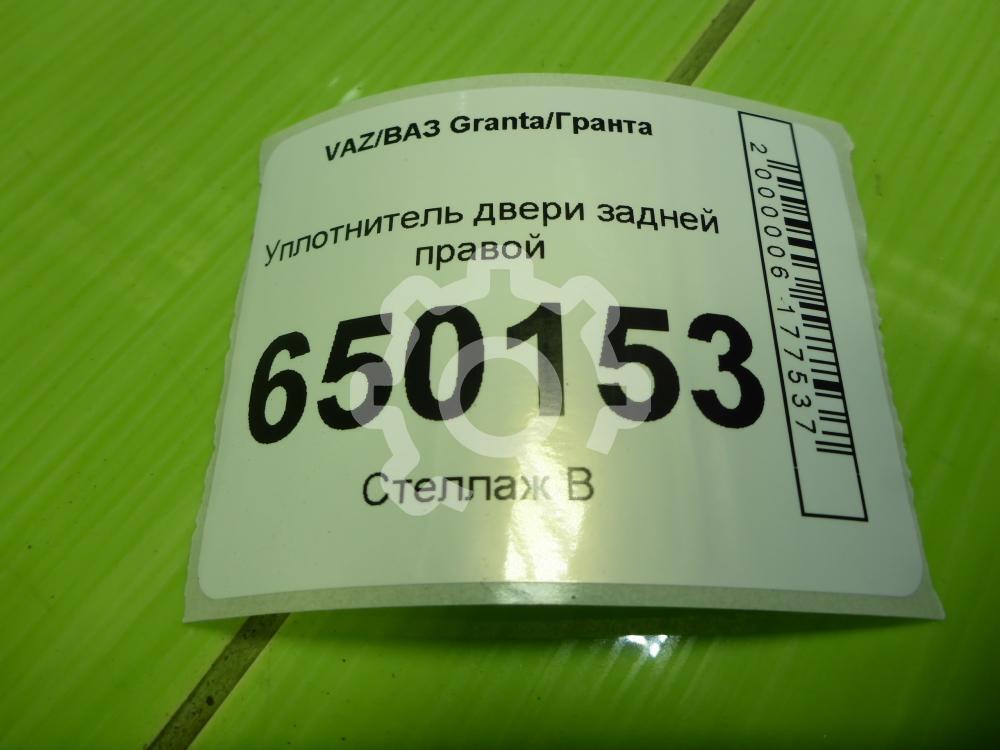 VAZ/ВАЗ Granta/Гранта
Уплотнитель двери задней
правой
650153
Стеллаж В
2000006177537